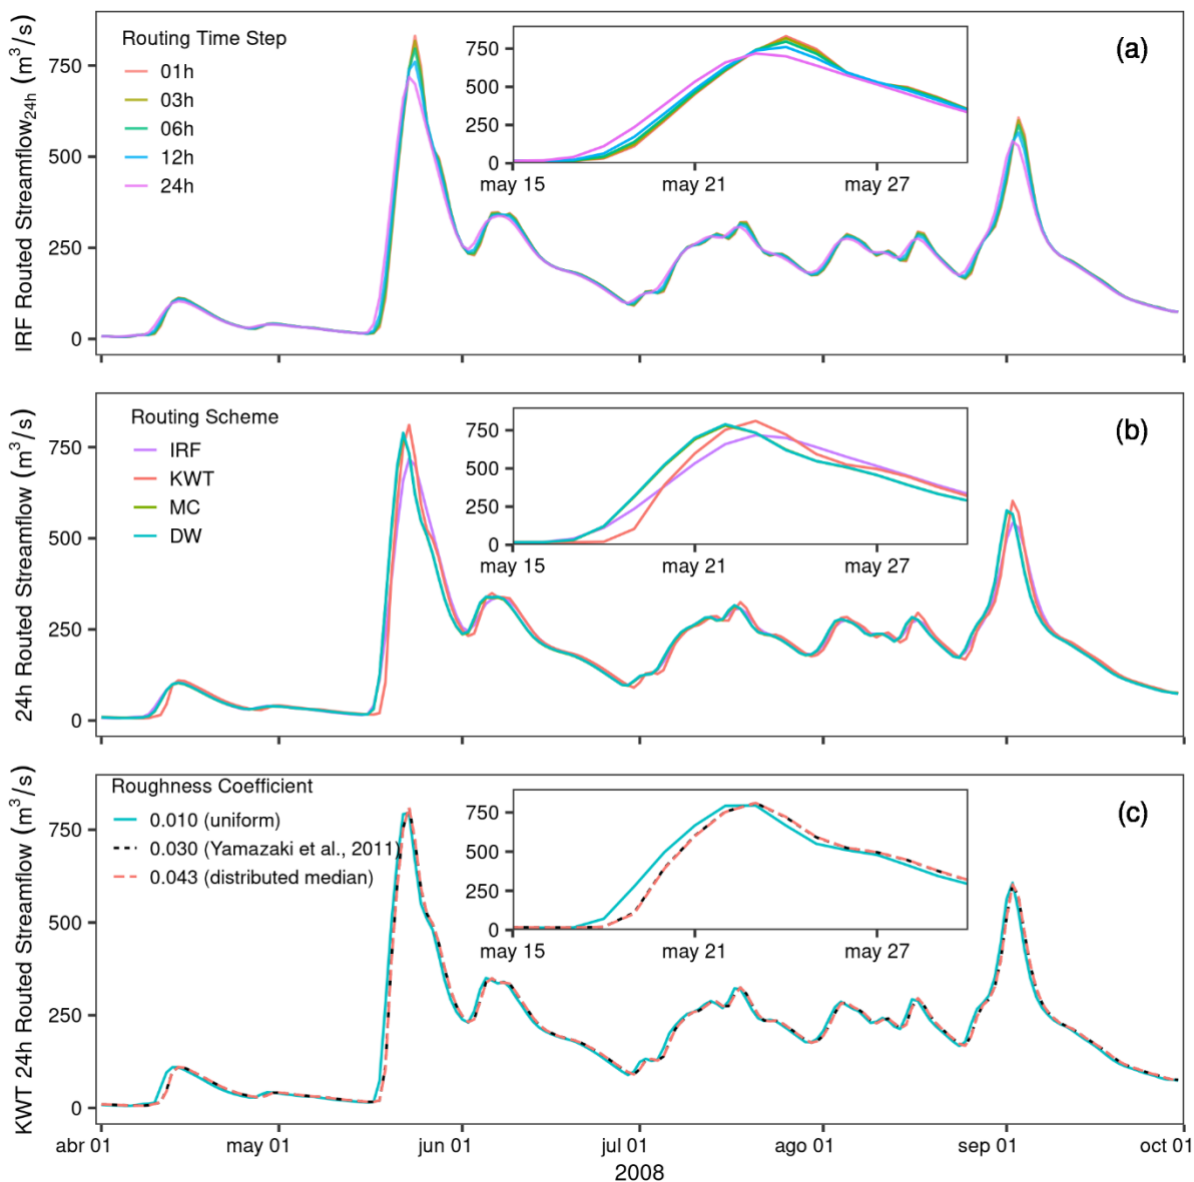 (a)
Routing Time Step
01h
03h
06h
12h
24h
IRF Routed Streamflow24h (m³/s)
750
500
250
0
750
500
250
0
may 15
may 21
may 27
(b)
Routing Scheme
IRF
KWT
MC
DW
24h Routed Streamflow (m³/s)
750
500
250
0
750
500
250
0
may 15
may 21
may 27
(c)
Roughness Coefficient
0.010 (uniform)
0.030 (Yamazaki et al., 2011)
0.043 (distributed median)
KWT 24h Routed Streamflow (m³/s)
750
500
250
0
750
500
250
0
may 15
may 21
may 27
abr 01
may 01
jun 01
jul 01
ago 01
sep 01
oct 01
2008